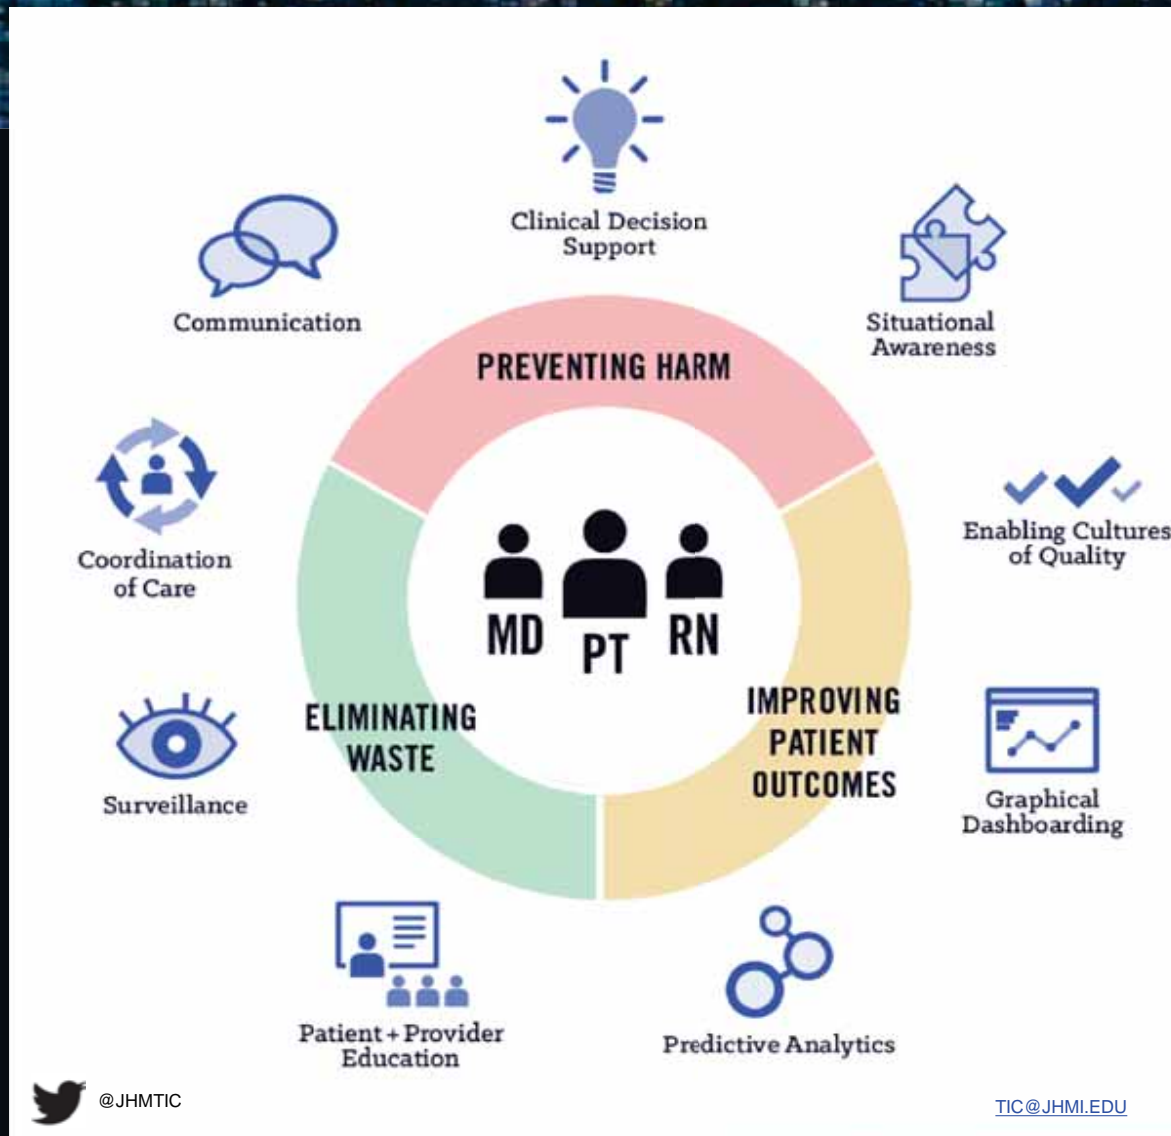 Clinical Decision
Support
Communication
Situational
Awareness
PREVENTING HARM
Coordination
of Care
Enabling Cultures
of Quality
MD
PT
RN
ELIMINATING
WASTE
IMPROVING
PATIENT
OUTCOMES
Surveillance
Graphical
Dashboarding
Patient + Provider
Education
Predictive Analytics
@JHMTIC
TIC@JHMI.EDU